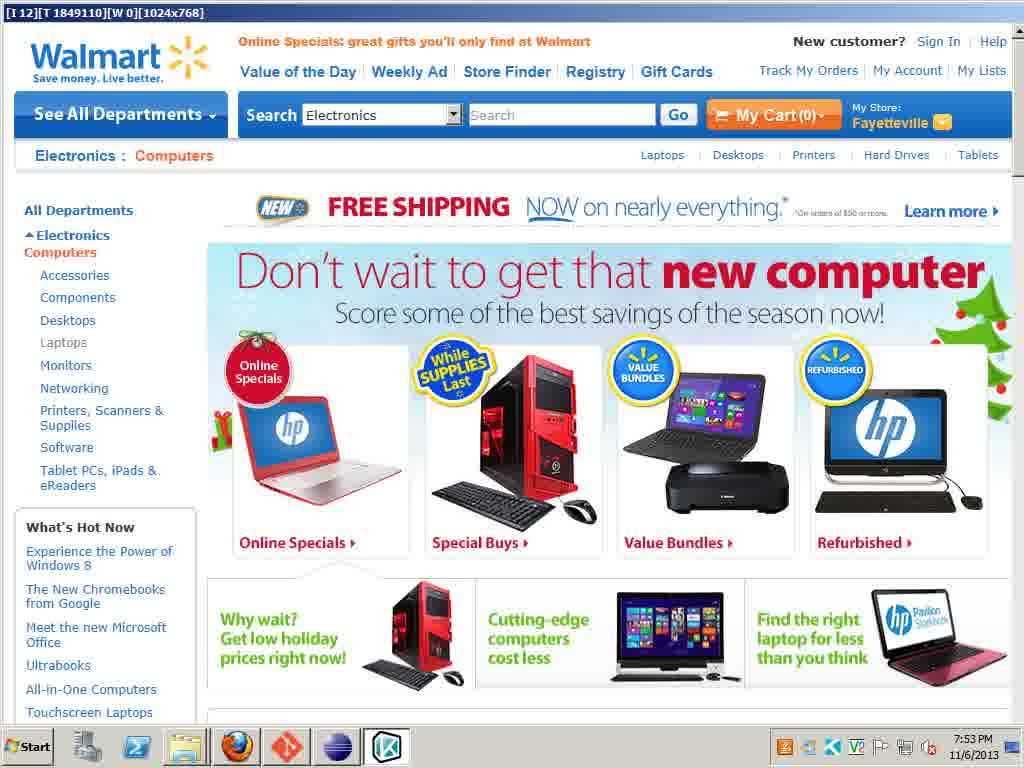 [I 12][T 1849110][W 0][1024x768]
Walmart
Save money. Live better.
Online Specials: great gifts you'll only find at Walmart
New customer? Sign In Help
Value of the Day Weekly Ad Store Finder Registry Gift Cards
Track My Orders My Account My Lists
See All Departments
Search Electronics Search Go
My Cart (0)
My Store:
Fayetteville
Electronics : Computers
Laptops Desktops Printers Hard Drives Tablets
NEW FREE SHIPPING NOW on nearly everything.* *On orders of $50 or more. Learn more
All Departments
Electronics
Computers
Accessories
Components
Desktops
Laptops
Monitors
Networking
Printers, Scanners &
Supplies
Software
Tablet PCs, iPads &
eReaders
What's Hot Now
Experience the Power of
Windows 8
The New Chromebooks
from Google
Meet the new Microsoft
Office
Ultrabooks
All-in-One Computers
Touchscreen Laptops
Don't wait to get that new computer
Score some of the best savings of the season now!
Online
Specials
hp
Online Specials
While
SUPPLIES
Last
Special Buys
VALUE
BUNDLES
Value Bundles
REFURBISHED
hp
Refurbished
Why wait?
Get low holiday
prices right now!
Cutting-edge
computers
cost less
Find the right
laptop for less
than you think
hp Pavilion
Sleekbook
Start
7:53 PM
11/6/2013